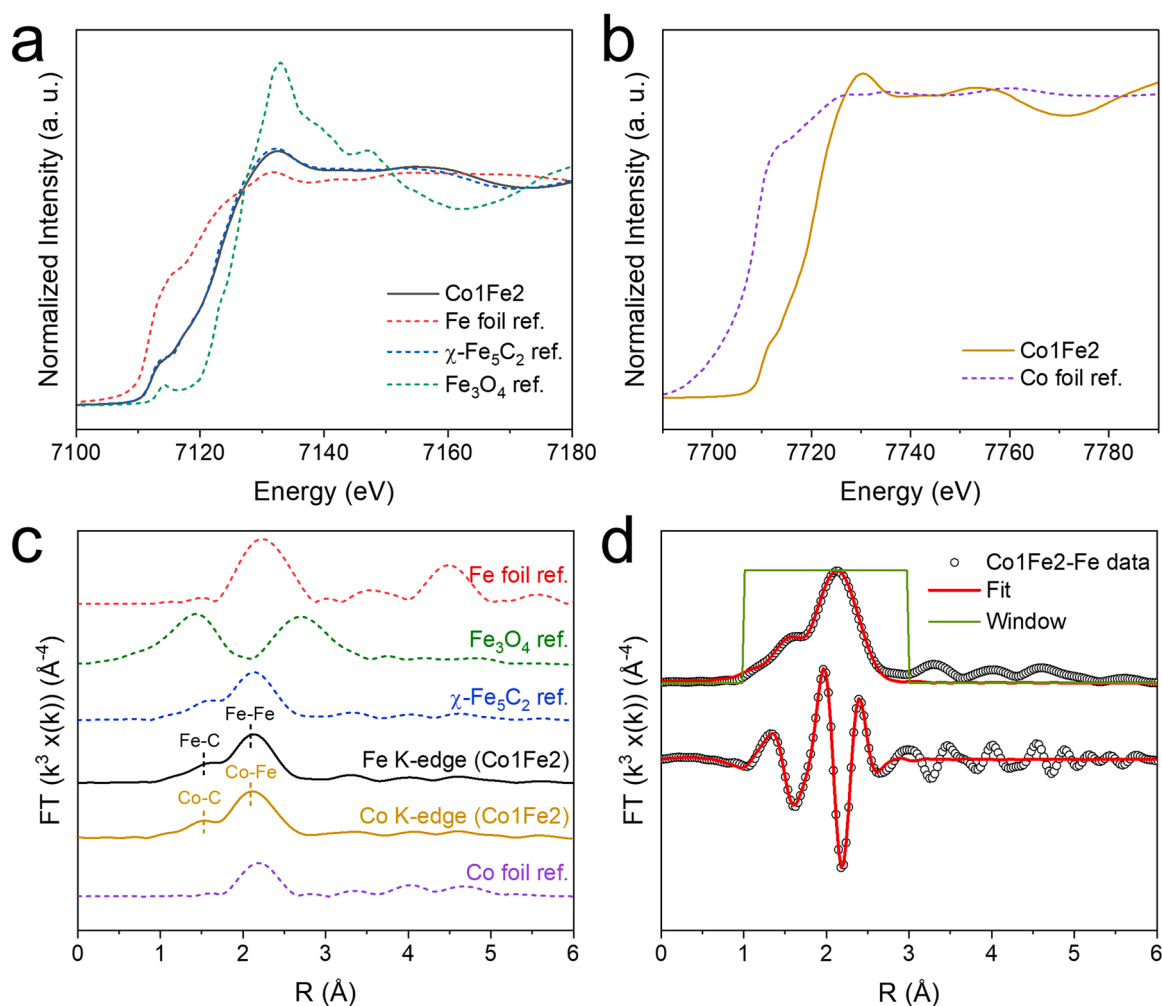 a
Normalized Intensity (a. u.)
Co1Fe2
Fe foil ref.
χ-Fe₅C₂ ref.
Fe₃O₄ ref.
7100 7120 7140 7160 7180
Energy (eV)
b
Normalized Intensity (a. u.)
Co1Fe2
Co foil ref.
7700 7720 7740 7760 7780
Energy (eV)
c
FT (k³ x(k)) (Å⁻⁴)
Fe foil ref.
Fe₃O₄ ref.
χ-Fe₅C₂ ref.
Fe-Fe
Fe-C
Fe K-edge (Co1Fe2)
Co-Fe
Co-C
Co K-edge (Co1Fe2)
Co foil ref.
0 1 2 3 4 5 6
R (Å)
d
FT (k³ x(k)) (Å⁻⁴)
Co1Fe2-Fe data
Fit
Window
0 1 2 3 4 5 6
R (Å)